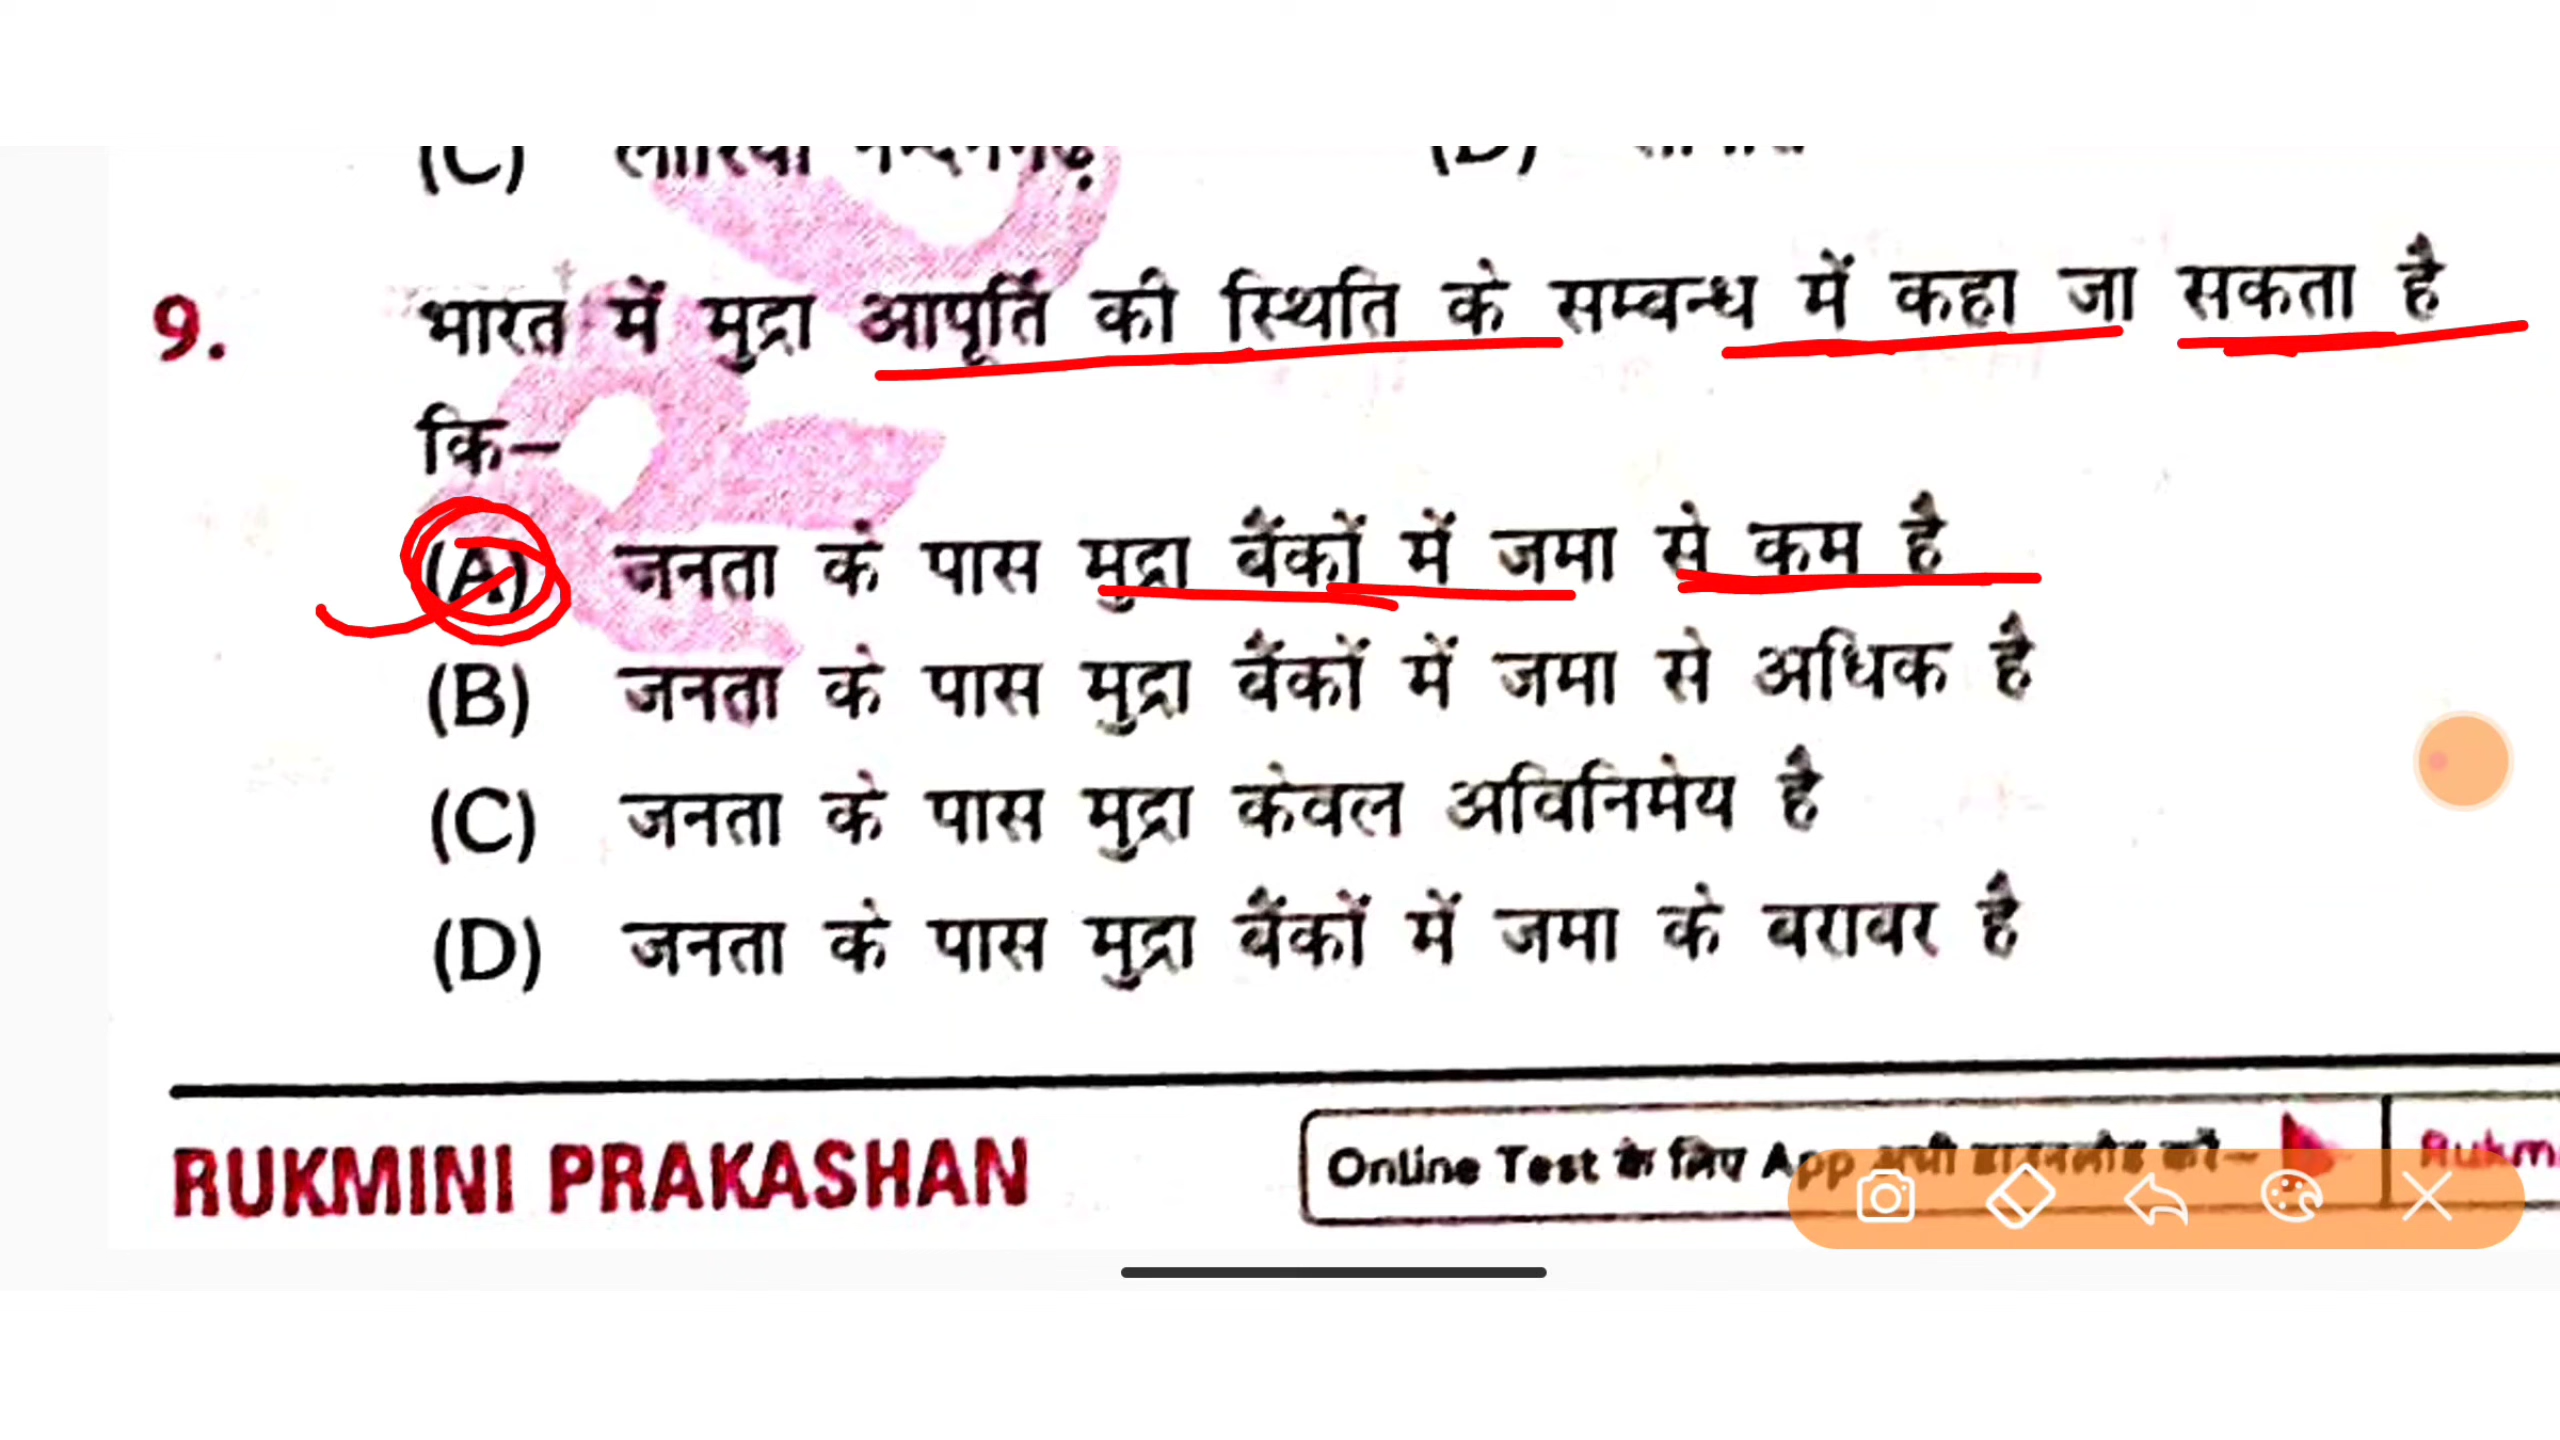 (C)
9. भारत में मुद्रा आपूर्ति की स्थिति के सम्बन्ध में कहा जा सकता है
कि–
(A) जनता के पास मुद्रा बैंकों में जमा से कम है
(B) जनता के पास मुद्रा बैंकों में जमा से अधिक है
(C) जनता के पास मुद्रा केवल अविनिमेय है
(D) जनता के पास मुद्रा बैंकों में जमा के बराबर है
RUKMINI PRAKASHAN
Online Test के लिए App